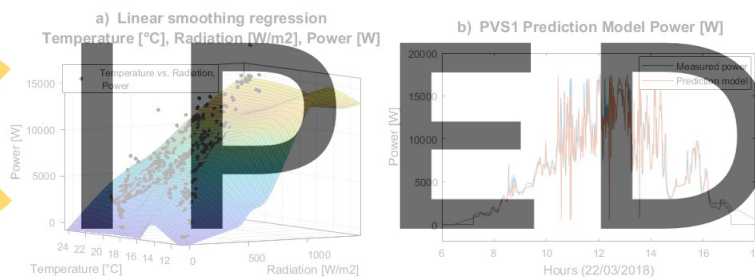 a) Linear smoothing regression
Temperature [°C], Radiation [W/m2], Power [W]
Temperature vs. Radiation,
Power
15000
10000
5000
0
Power [W]
24 22 20 18 16 14 12
Temperature [°C]
0 500 1000
Radiation [W/m2]
b) PVS1 Prediction Model Power [W]
Measured power
Prediction model
20000
15000
10000
5000
0
Power [W]
6 8 10 12 14 16 18
Hours (22/03/2018)
IPED